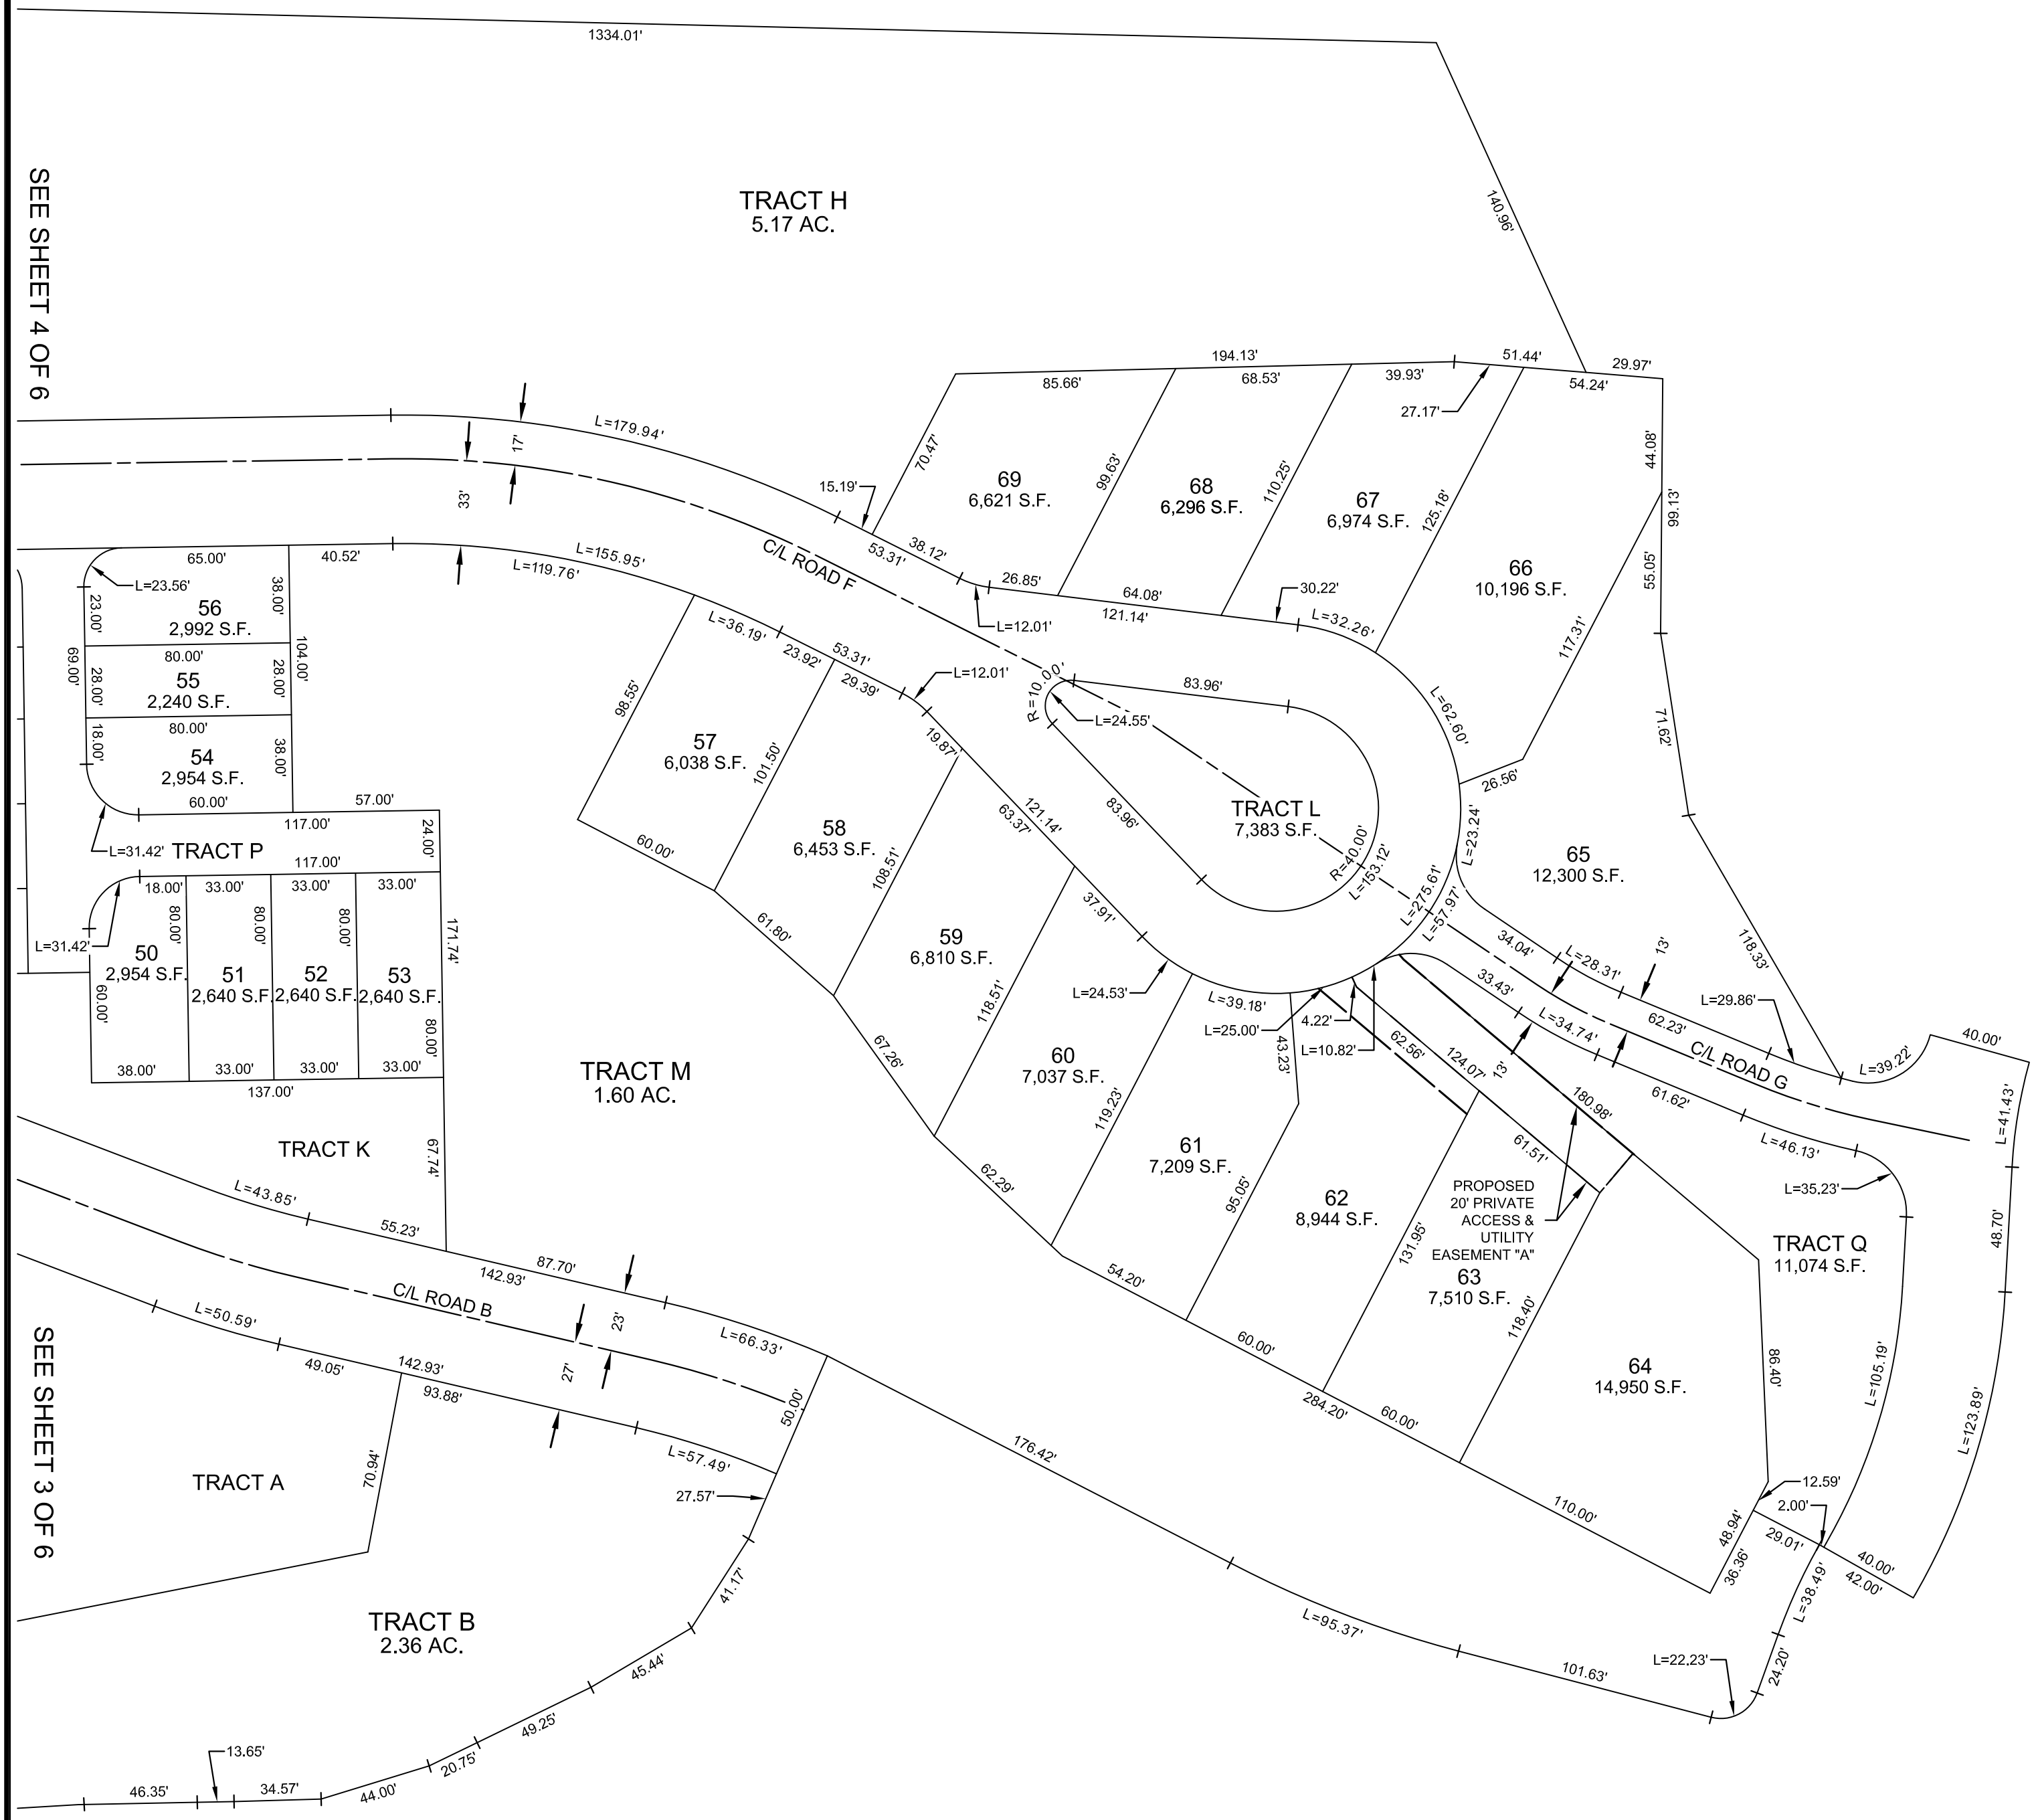 1334.01'
SEE SHEET 4 OF 6
TRACT H
5.17 AC.
140.96'
194.13'
51.44'
29.97'
85.66'
68.53'
39.93'
54.24'
27.17'
44.08'
99.13'
L=179.94'
17'
33'
15.19'
70.47'
69
6,621 S.F.
99.63'
68
6,296 S.F.
110.25'
67
6,974 S.F.
125.18'
66
10,196 S.F.
55.05'
117.31'
71.62'
C/L ROAD F
38.12'
53.31'
26.85'
64.08'
121.14'
30.22'
L=32.26'
L=12.01'
L=62.60'
26.56'
65.00'
40.52'
L=155.95'
L=119.76'
L=23.56'
38.00'
23.00'
56
2,992 S.F.
80.00'
104.00'
69.00'
28.00'
55
2,240 S.F.
28.00'
80.00'
18.00'
54
2,954 S.F.
38.00'
60.00'
57.00'
117.00'
24.00'
L=31.42'
TRACT P
117.00'
18.00'
33.00'
33.00'
33.00'
80.00'
80.00'
80.00'
L=31.42'
50
2,954 S.F.
51
2,640 S.F.
52
2,640 S.F.
53
2,640 S.F.
60.00'
80.00'
171.74'
38.00'
33.00'
33.00'
33.00'
137.00'
L=36.19'
23.92'
53.31'
29.39'
L=12.01'
98.55'
57
6,038 S.F.
101.50'
60.00'
19.87'
58
6,453 S.F.
108.51'
61.80'
121.14'
63.37'
R=10.00'
L=24.55'
83.96'
83.96'
TRACT L
7,383 S.F.
R=40.00'
L=153.12'
L=23.24'
L=275.61'
L=57.97'
65
12,300 S.F.
118.33'
59
6,810 S.F.
37.91'
118.51'
67.26'
L=24.53'
L=39.18'
L=25.00'
4.22'
L=10.82'
43.23'
34.04'
L=28.31'
13'
33.43'
L=34.74'
62.23'
L=29.86'
C/L ROAD G
L=39.22'
40.00'
L=41.43'
62.56'
124.07'
13'
180.98'
61.62'
L=46.13'
L=35.23'
48.70'
TRACT M
1.60 AC.
60
7,037 S.F.
119.23'
62.29'
61
7,209 S.F.
95.05'
54.20'
61.51'
62
8,944 S.F.
131.95'
60.00'
PROPOSED
20' PRIVATE
ACCESS &
UTILITY
EASEMENT "A"
63
7,510 S.F.
118.40'
284.20'
60.00'
TRACT Q
11,074 S.F.
64
14,950 S.F.
86.40'
L=105.19'
L=123.89'
110.00'
12.59'
2.00'
48.94'
36.36'
29.01'
40.00'
42.00'
L=38.49'
24.20'
L=22.23'
TRACT K
67.74'
L=43.85'
55.23'
87.70'
142.93'
C/L ROAD B
23'
27'
L=66.33'
L=50.59'
49.05'
142.93'
93.88'
50.00'
L=57.49'
27.57'
176.42'
L=95.37'
101.63'
SEE SHEET 3 OF 6
TRACT A
70.94'
TRACT B
2.36 AC.
41.17'
45.44'
49.25'
20.75'
44.00'
34.57'
13.65'
46.35'